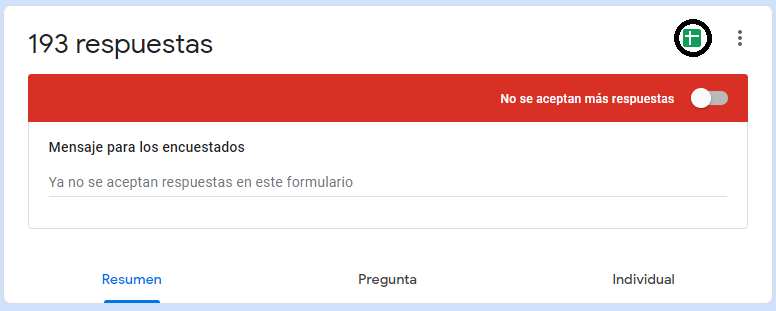 193 respuestas
No se aceptan más respuestas
Mensaje para los encuestados
Ya no se aceptan respuestas en este formulario
Resumen Pregunta Individual